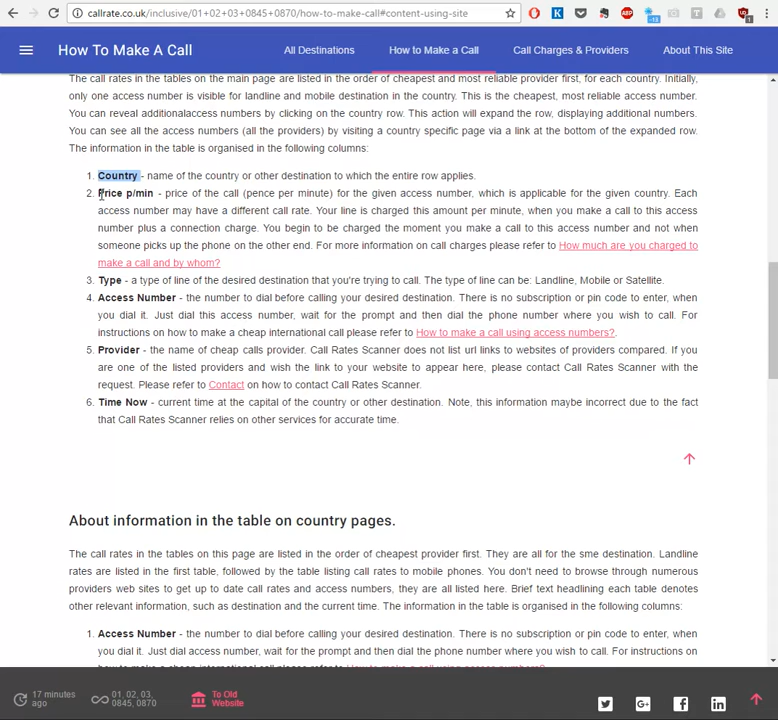 callrate.co.uk/inclusive/01+02+03+0845+0870/how-to-make-call#content-using-site
How To Make A Call
All Destinations
How to Make a Call
Call Charges & Providers
About This Site
The call rates in the tables on the main page are listed in the order of cheapest and most reliable provider first, for each country. Initially,
only one access number is visible for landline and mobile destination in the country. This is the cheapest, most reliable access number.
You can reveal additionalaccess numbers by clicking on the country row. This action will expand the row, displaying additional numbers.
You can see all the access numbers (all the providers) by visiting a country specific page via a link at the bottom of the expanded row.
The information in the table is organised in the following columns:
1. Country - name of the country or other destination to which the entire row applies.
2. Price p/min - price of the call (pence per minute) for the given access number, which is applicable for the given country. Each
access number may have a different call rate. Your line is charged this amount per minute, when you make a call to this access
number plus a connection charge. You begin to be charged the moment you make a call to this access number and not when
someone picks up the phone on the other end. For more information on call charges please refer to How much are you charged to
make a call and by whom?
3. Type - a type of line of the desired destination that you're trying to call. The type of line can be: Landline, Mobile or Satellite.
4. Access Number - the number to dial before calling your desired destination. There is no subscription or pin code to enter, when
you dial it. Just dial this access number, wait for the prompt and then dial the phone number where you wish to call. For
instructions on how to make a cheap international call please refer to How to make a call using access numbers?.
5. Provider - the name of cheap calls provider. Call Rates Scanner does not list url links to websites of providers compared. If you
are one of the listed providers and wish the link to your website to appear here, please contact Call Rates Scanner with the
request. Please refer to Contact on how to contact Call Rates Scanner.
6. Time Now - current time at the capital of the country or other destination. Note, this information maybe incorrect due to the fact
that Call Rates Scanner relies on other services for accurate time.
About information in the table on country pages.
The call rates in the tables on this page are listed in the order of cheapest provider first. They are all for the sme destination. Landline
rates are listed in the first table, followed by the table listing call rates to mobile phones. You don't need to browse through numerous
providers web sites to get up to date call rates and access numbers, they are all listed here. Brief text headlining each table denotes
other relevant information, such as destination and the current time. The information in the table is organised in the following columns:
1. Access Number - the number to dial before calling your desired destination. There is no subscription or pin code to enter, when
you dial it. Just dial access number, wait for the prompt and then dial the phone number where you wish to call. For instructions on
how to make a cheap international call please refer to How to make a call using access numbers?
17 minutes
ago
01, 02, 03,
0845, 0870
To Old
Website